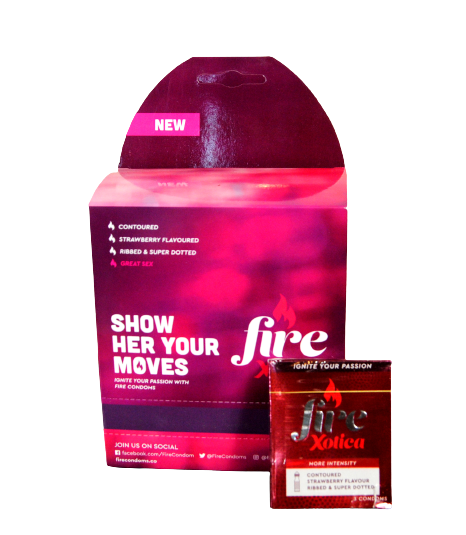 NEW
CONTOURED
STRAWBERRY FLAVOURED
RIBBED & SUPER DOTTED
GREAT SEX
SHOW
HER YOUR
MOVES
IGNITE YOUR PASSION WITH
FIRE CONDOMS
fire
JOIN US ON SOCIAL
facebook.com/FireCondom @FireCondoms
firecondoms.co
IGNITE YOUR PASSION
fire
Xotica
MORE INTENSITY
CONTOURED
STRAWBERRY FLAVOUR
RIBBED & SUPER DOTTED
3 CONDOMS